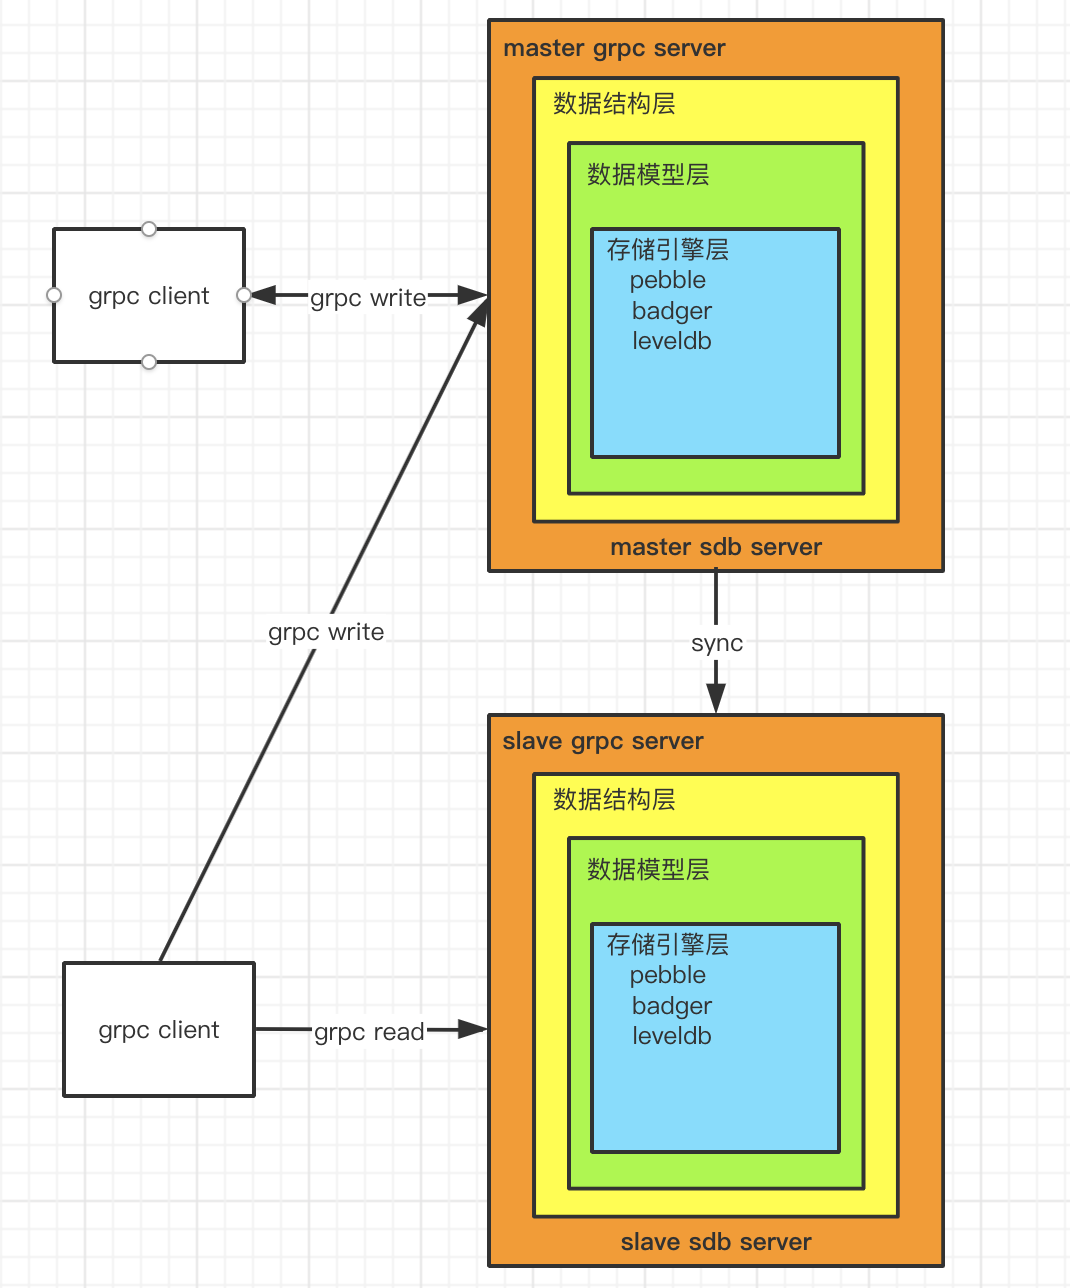 master grpc server
数据结构层
数据模型层
存储引擎层
pebble
badger
leveldb
master sdb server
grpc client
grpc write
grpc write
sync
slave grpc server
数据结构层
数据模型层
存储引擎层
pebble
badger
leveldb
slave sdb server
grpc client
grpc read